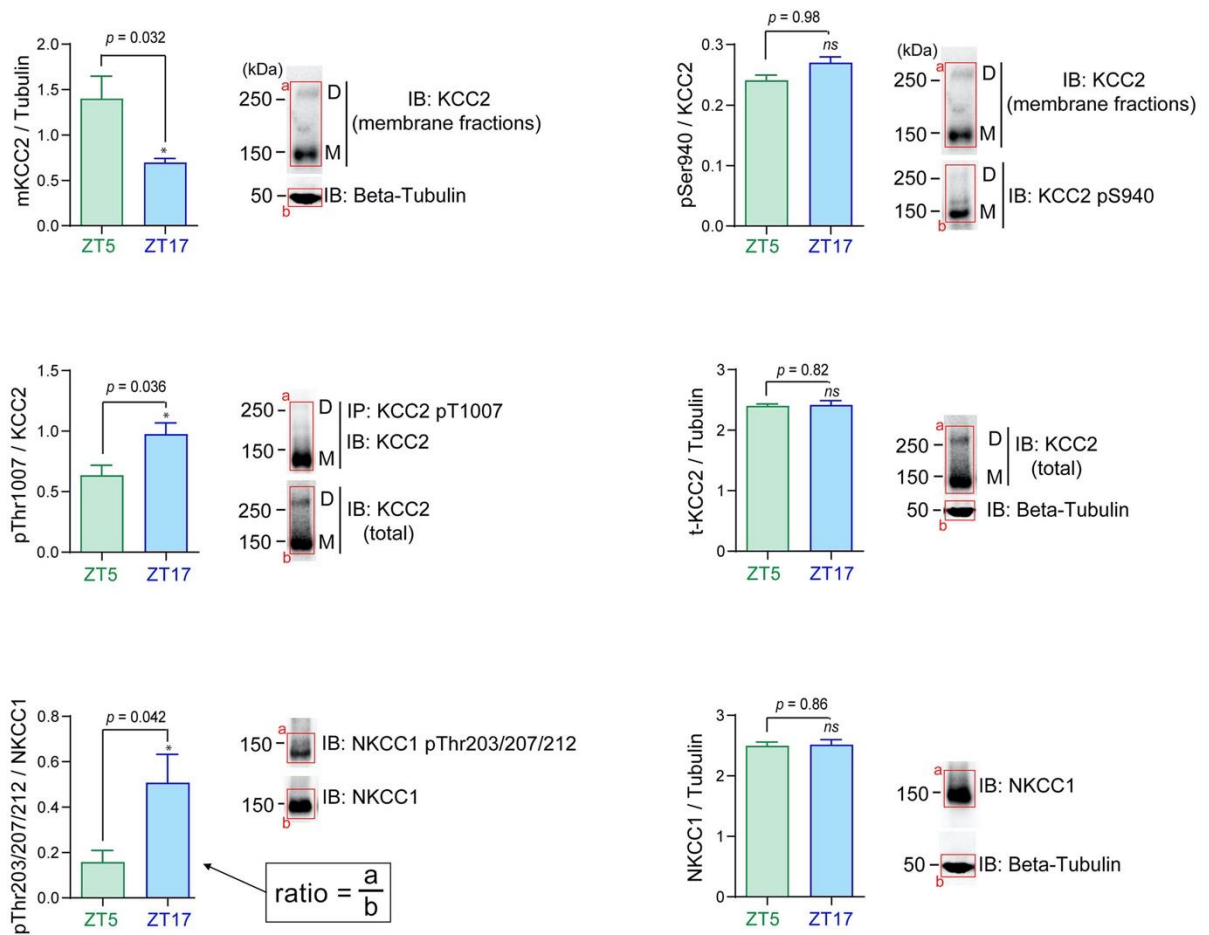 p = 0.032
mKCC2 / Tubulin
2.0
1.5
1.0
0.5
0.0
*
ZT5
ZT17
(kDa)
250
150
50
a
D
M
b
IB: KCC2
(membrane fractions)
IB: Beta-Tubulin
p = 0.98
ns
pSer940 / KCC2
0.3
0.2
0.1
0.0
ZT5
ZT17
(kDa)
a
250
D
150
M
IB: KCC2
(membrane fractions)
250
D
150
M
b
IB: KCC2 pS940
p = 0.036
*
pThr1007 / KCC2
1.5
1.0
0.5
0.0
ZT5
ZT17
a
250
D
150
M
IP: KCC2 pT1007
IB: KCC2
D
250
150
M
b
IB: KCC2
(total)
p = 0.82
ns
t-KCC2 / Tubulin
3
2
1
0
ZT5
ZT17
a
250
D
150
M
IB: KCC2
(total)
50
b
IB: Beta-Tubulin
p = 0.042
*
pThr203/207/212 / NKCC1
0.8
0.6
0.4
0.2
0.0
ZT5
ZT17
a
150
IB: NKCC1 pThr203/207/212
150
b
IB: NKCC1
ratio = a
b
p = 0.86
ns
NKCC1 / Tubulin
3
2
1
0
ZT5
ZT17
a
150
IB: NKCC1
50
b
IB: Beta-Tubulin